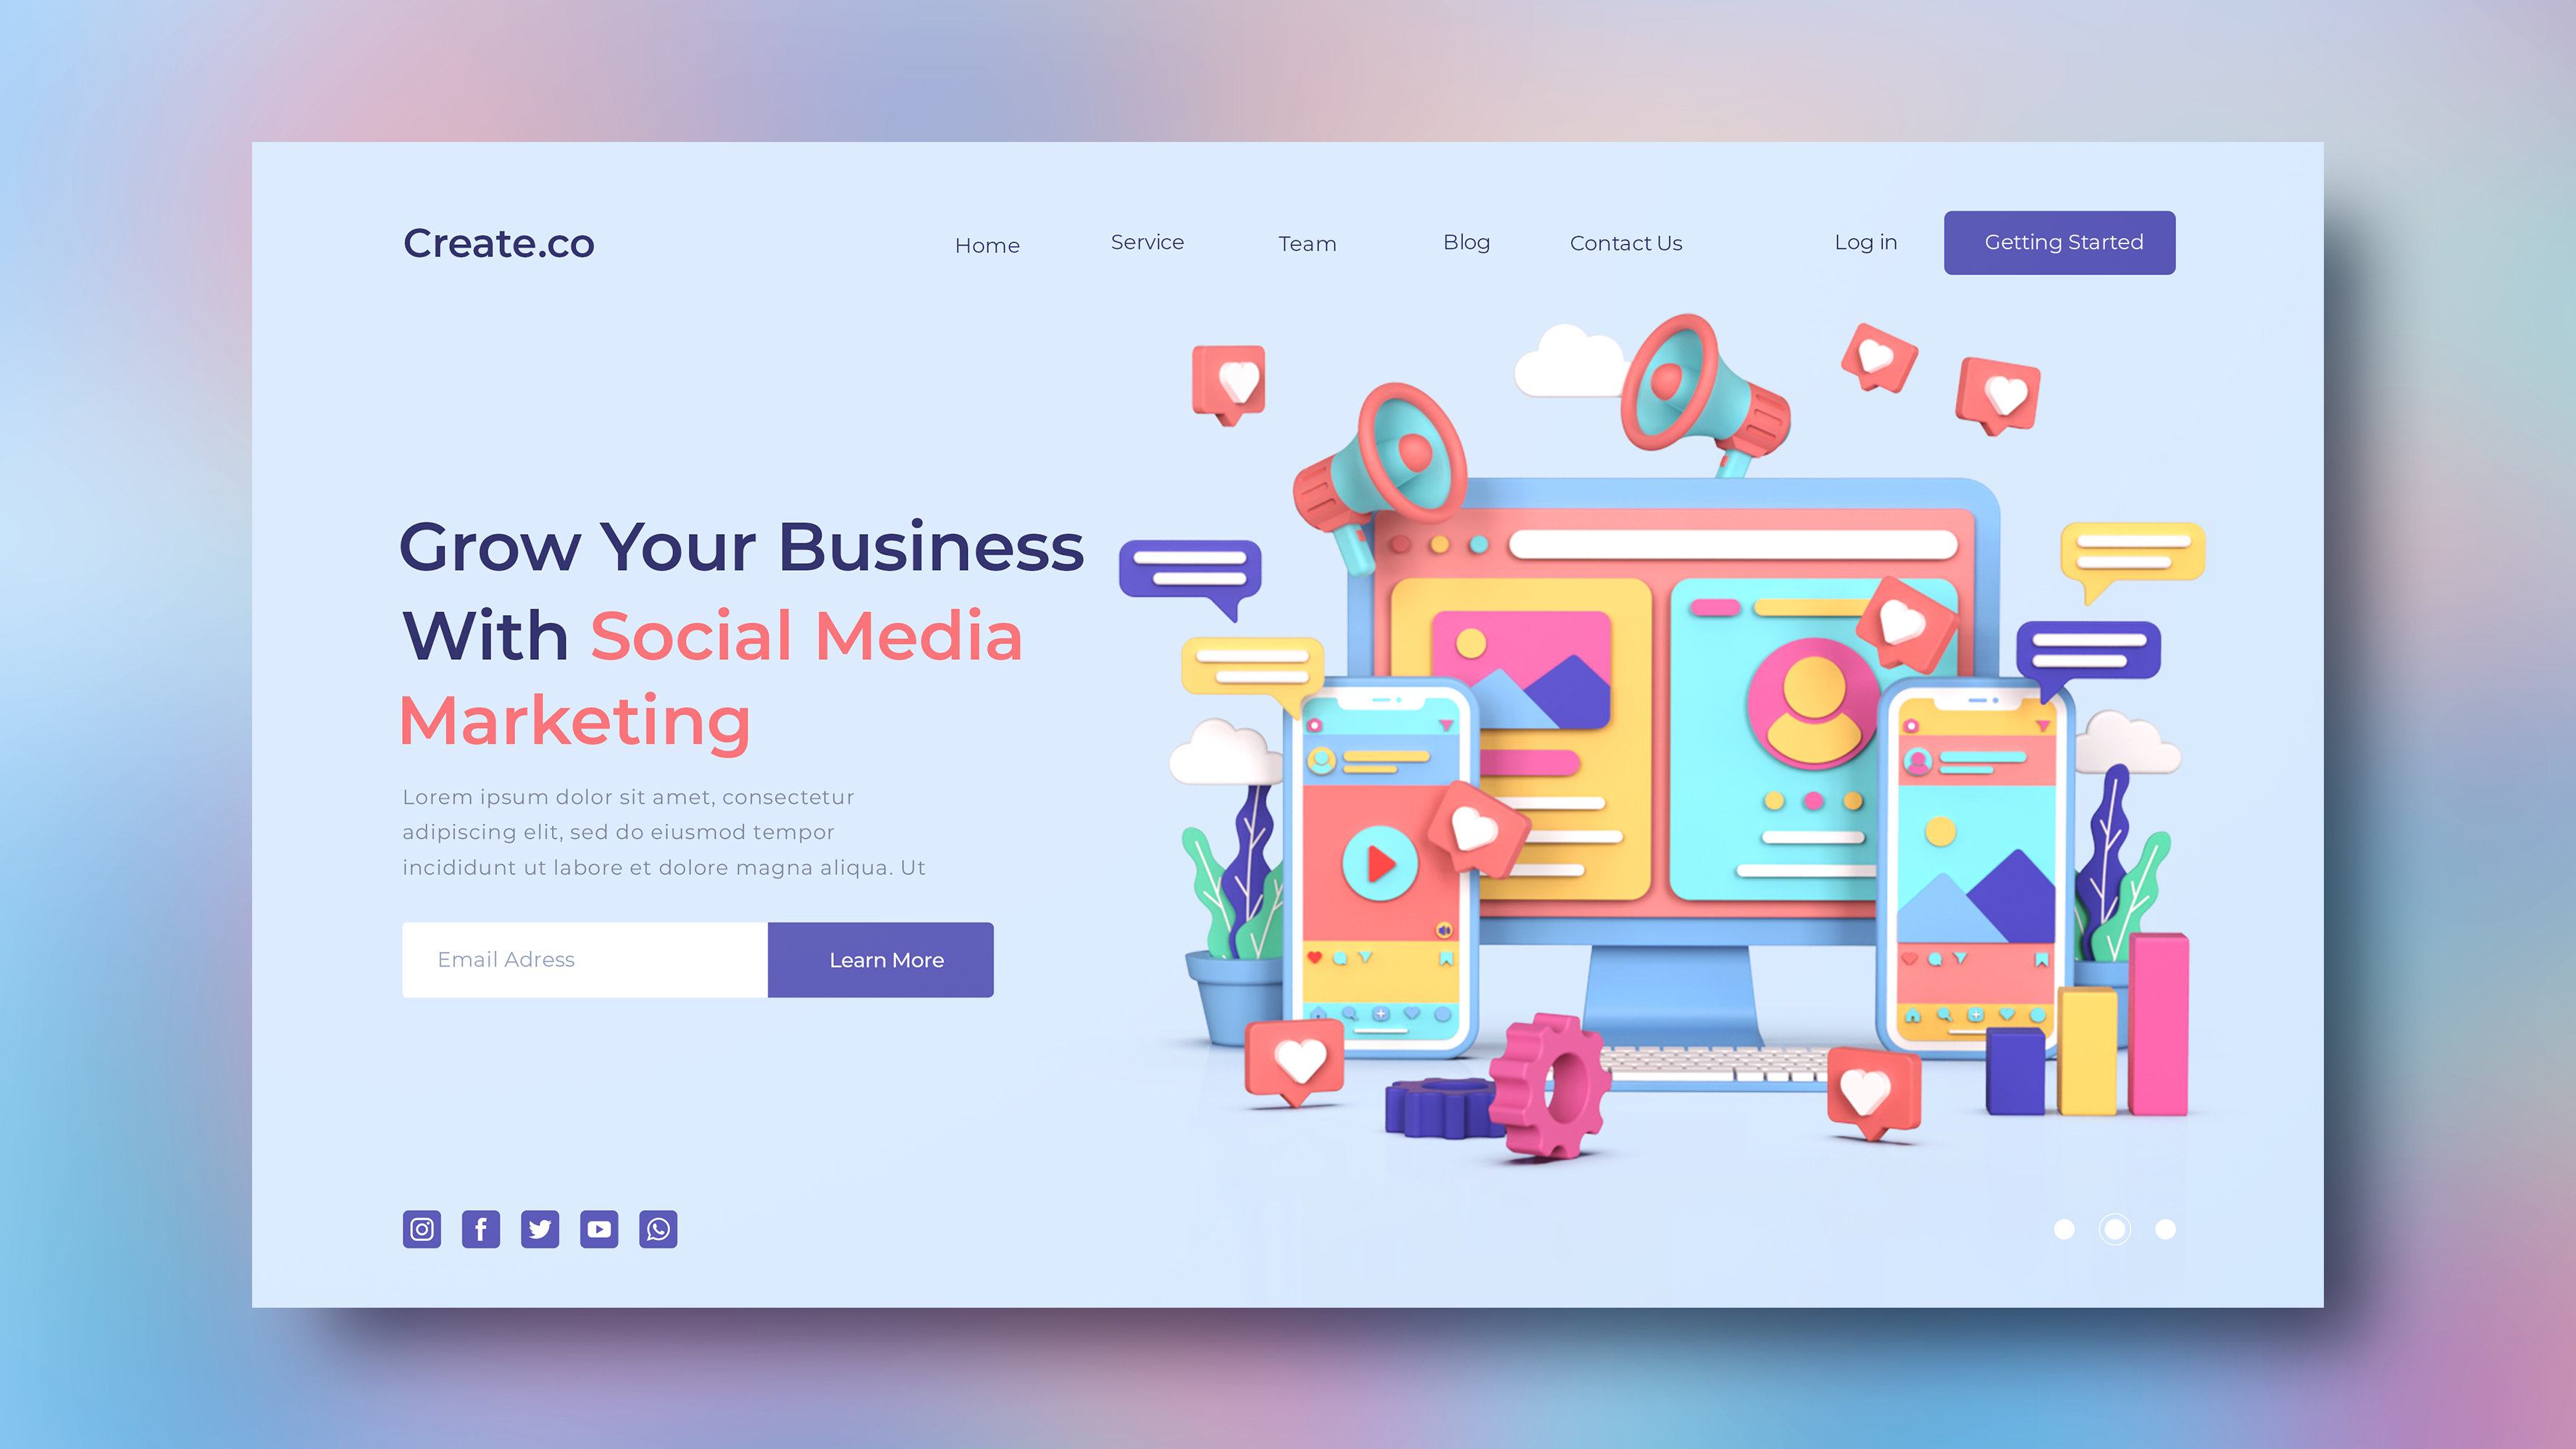 Create.co
Home Service Team Blog Contact Us Log in Getting Started
Grow Your Business
With Social Media
Marketing
Lorem ipsum dolor sit amet, consectetur
adipiscing elit, sed do eiusmod tempor
incididunt ut labore et dolore magna aliqua. Ut
Email Adress Learn More